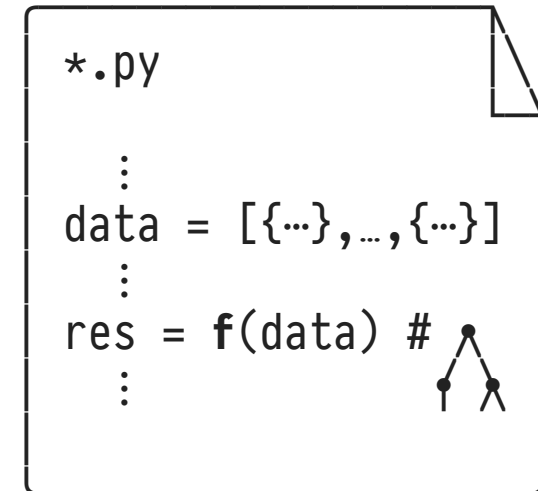 *.py
⋮
data = [{…},…,{…}]
⋮
res = f(data) #
⋮